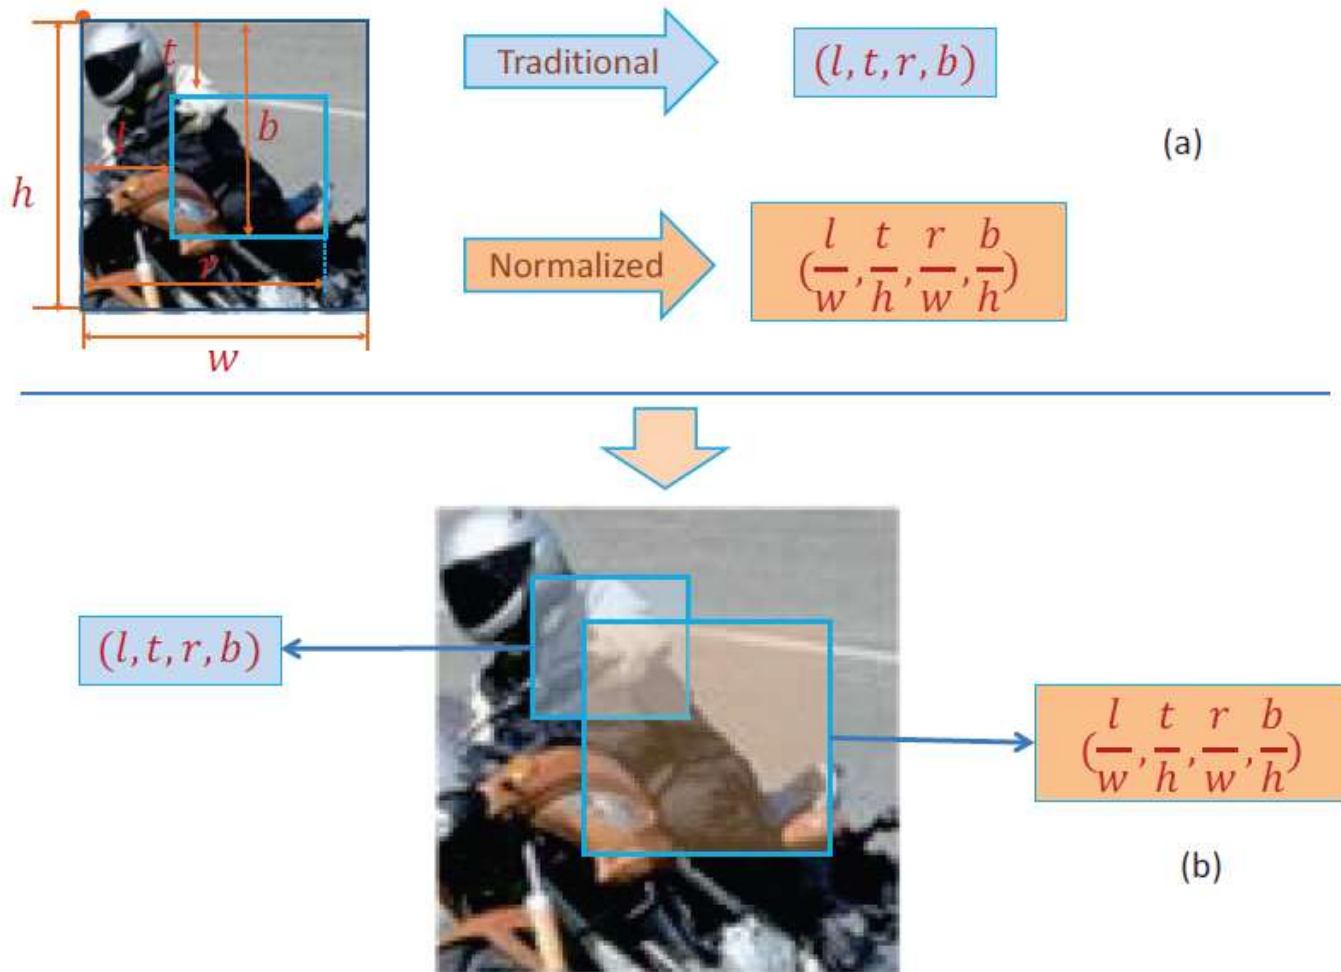 t
Traditional
(l, t, r, b)
l
b
(a)
h
Normalized
(l/w, t/h, r/w, b/h)
r
w
(l, t, r, b)
(l/w, t/h, r/w, b/h)
(b)